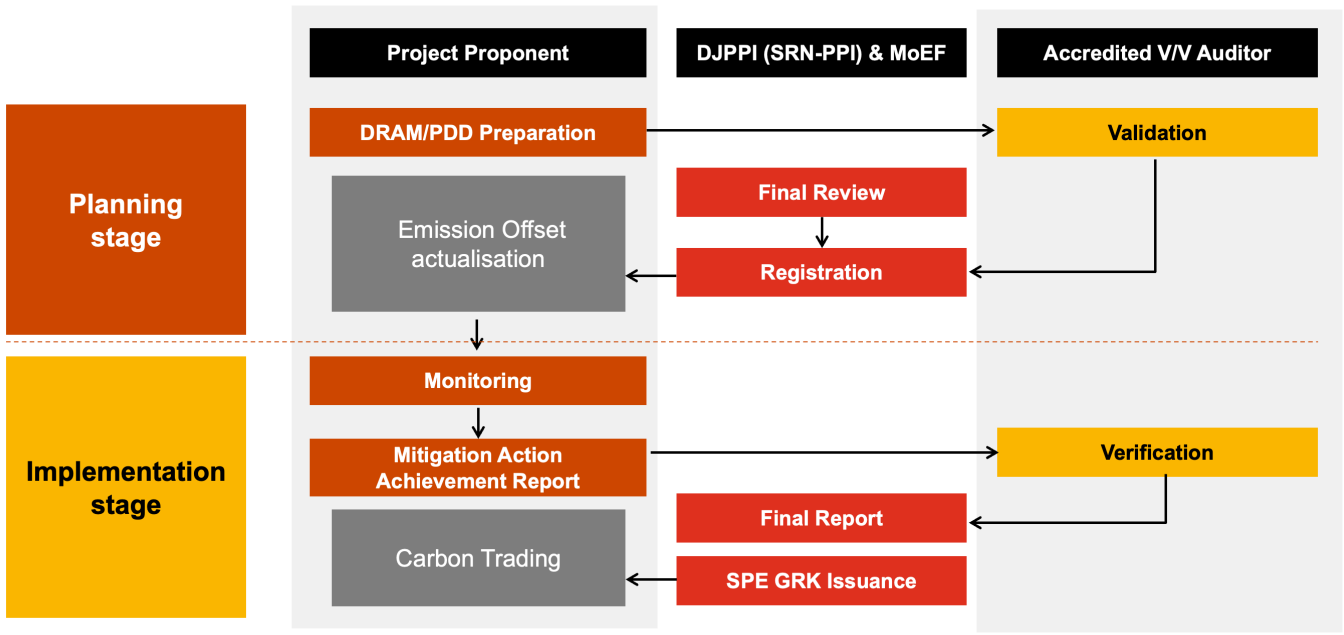 Project Proponent
DJPPI (SRN-PPI) & MoEF
Accredited V/V Auditor
Planning
stage
DRAM/PDD Preparation
Validation
Emission Offset
actualisation
Final Review
Registration
Implementation
stage
Monitoring
Mitigation Action
Achievement Report
Verification
Carbon Trading
Final Report
SPE GRK Issuance